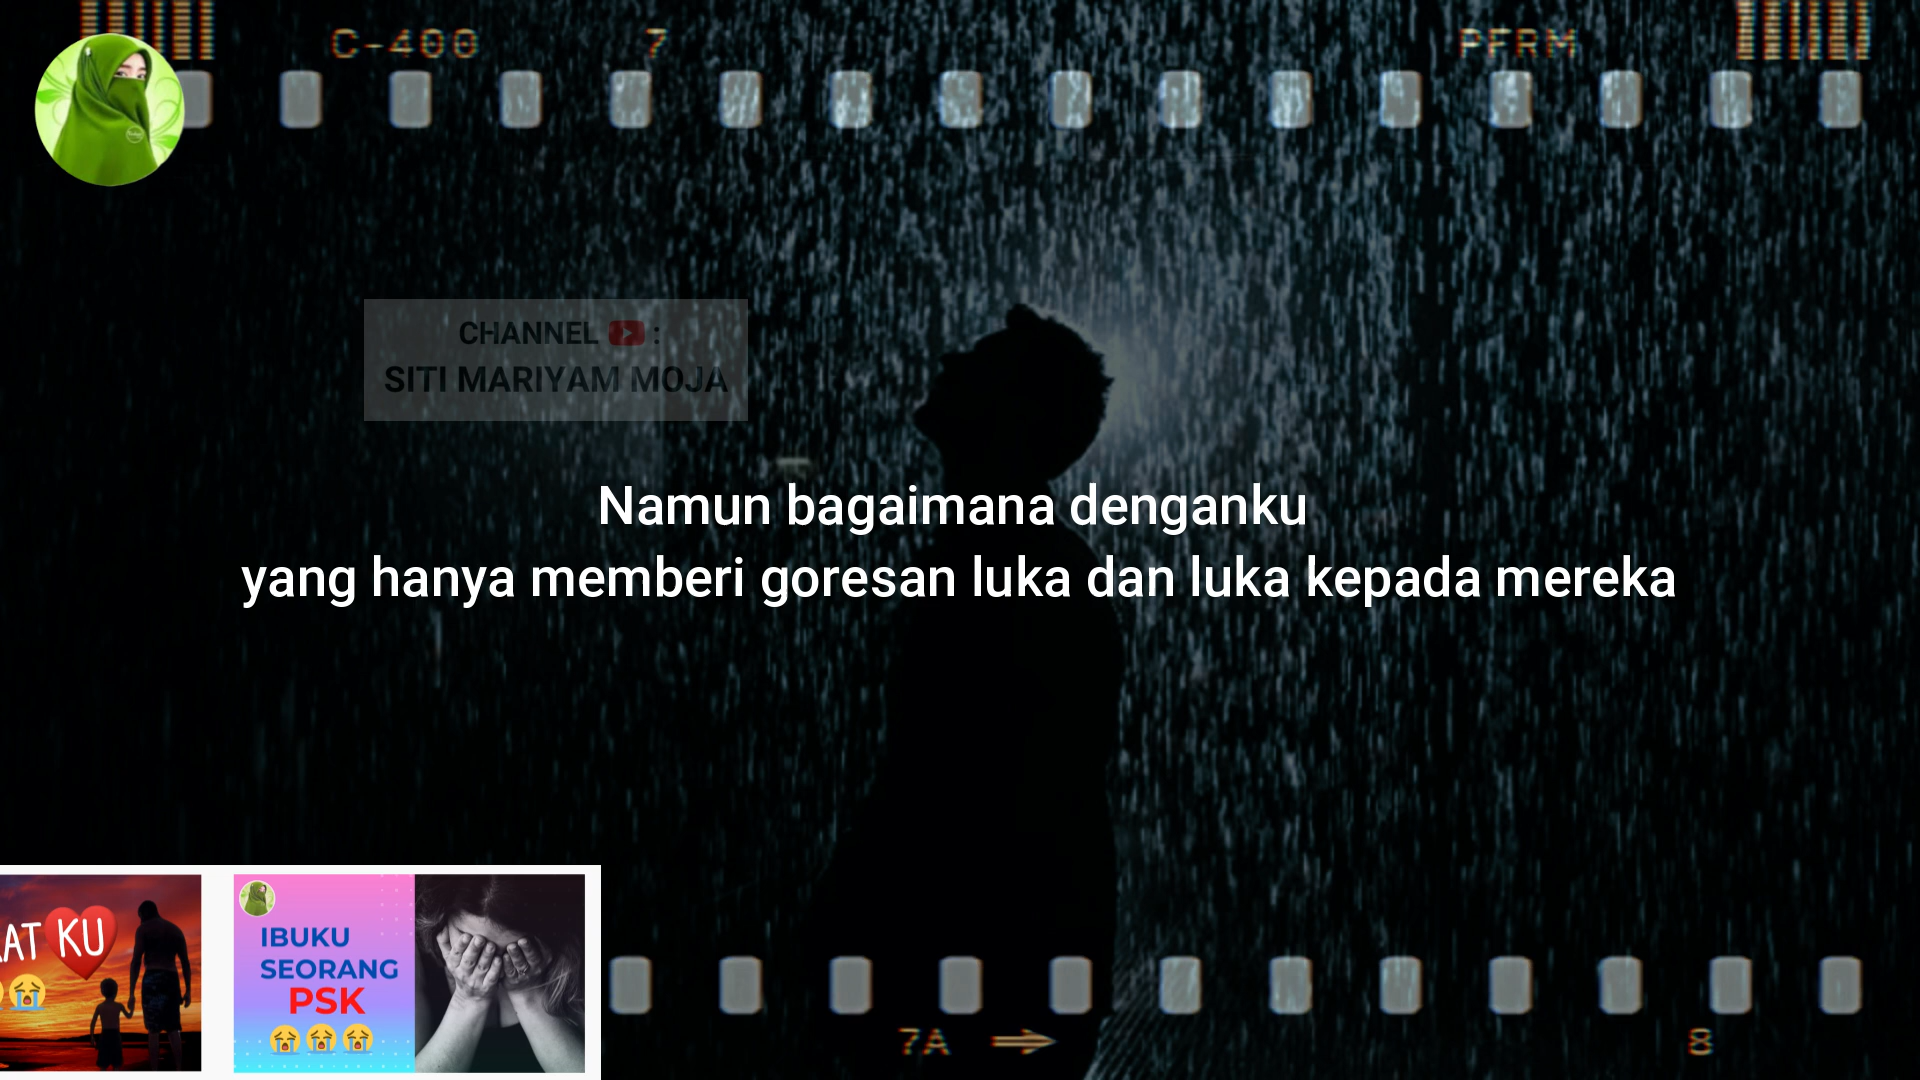 C-400 7 PFRM
CHANNEL :
SITI MARIYAM MOJA
Namun bagaimana denganku
yang hanya memberi goresan luka dan luka kepada mereka
AT KU
IBUKU
SEORANG
PSK
7A 8